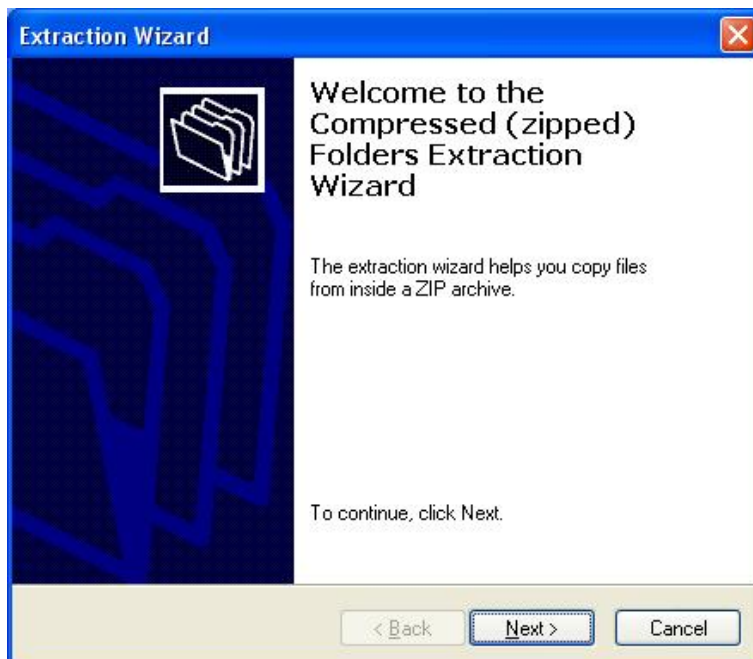 Extraction Wizard
Welcome to the
Compressed (zipped)
Folders Extraction
Wizard
The extraction wizard helps you copy files
from inside a ZIP archive.
To continue, click Next.
< Back
Next >
Cancel